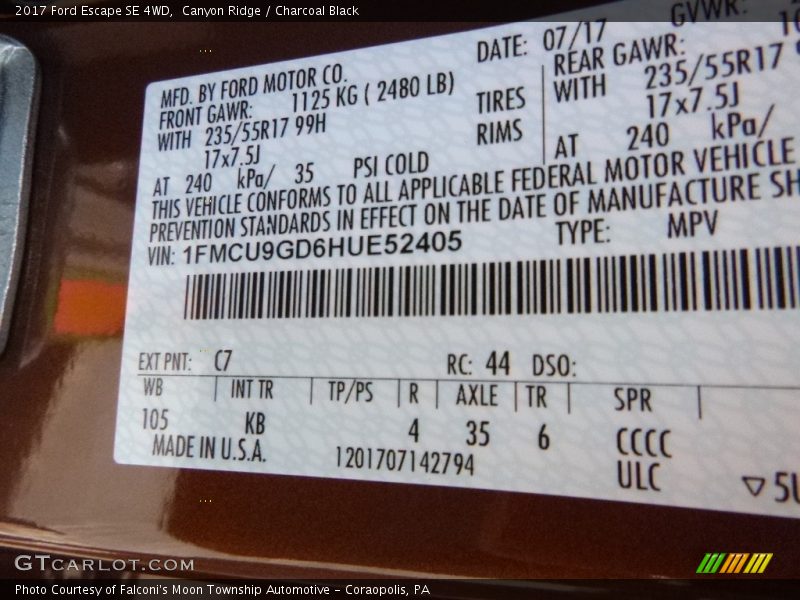 2017 Ford Escape SE 4WD,  Canyon Ridge / Charcoal Black
MFD. BY FORD MOTOR CO.
DATE: 07/17
GVWR:
FRONT GAWR: 1125 KG ( 2480 LB)
REAR GAWR:
WITH 235/55R17 99H
TIRES
WITH 235/55R17
17x7.5J
RIMS
17x7.5J
AT 240 kPa/ 35 PSI COLD
AT 240 kPa/
THIS VEHICLE CONFORMS TO ALL APPLICABLE FEDERAL MOTOR VEHICLE
PREVENTION STANDARDS IN EFFECT ON THE DATE OF MANUFACTURE SH
VIN: 1FMCU9GD6HUE52405 TYPE: MPV
EXT PNT: C7 RC: 44 DSO:
WB INT TR TP/PS R AXLE TR SPR
105 KB 4 35 6 CCCC
MADE IN U.S.A. 1201707142794 ULC
▽ 5U
GTCARLOT.COM
Photo Courtesy of Falconi's Moon Township Automotive - Coraopolis, PA